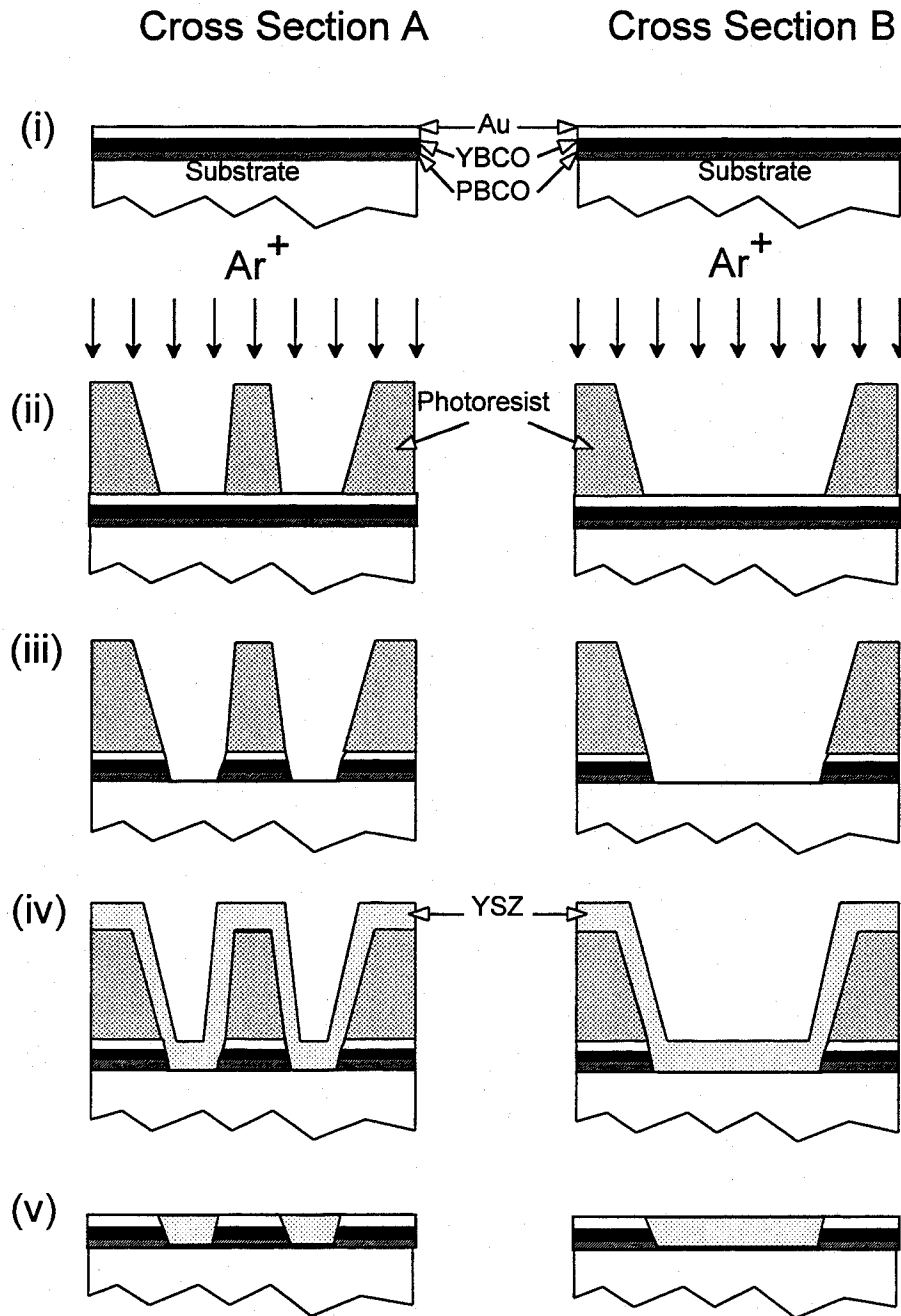 Cross Section A
Cross Section B
(i)
Au
YBCO
PBCO
Substrate
Substrate
Ar+
Ar+
(ii)
Photoresist
(iii)
(iv)
YSZ
(v)